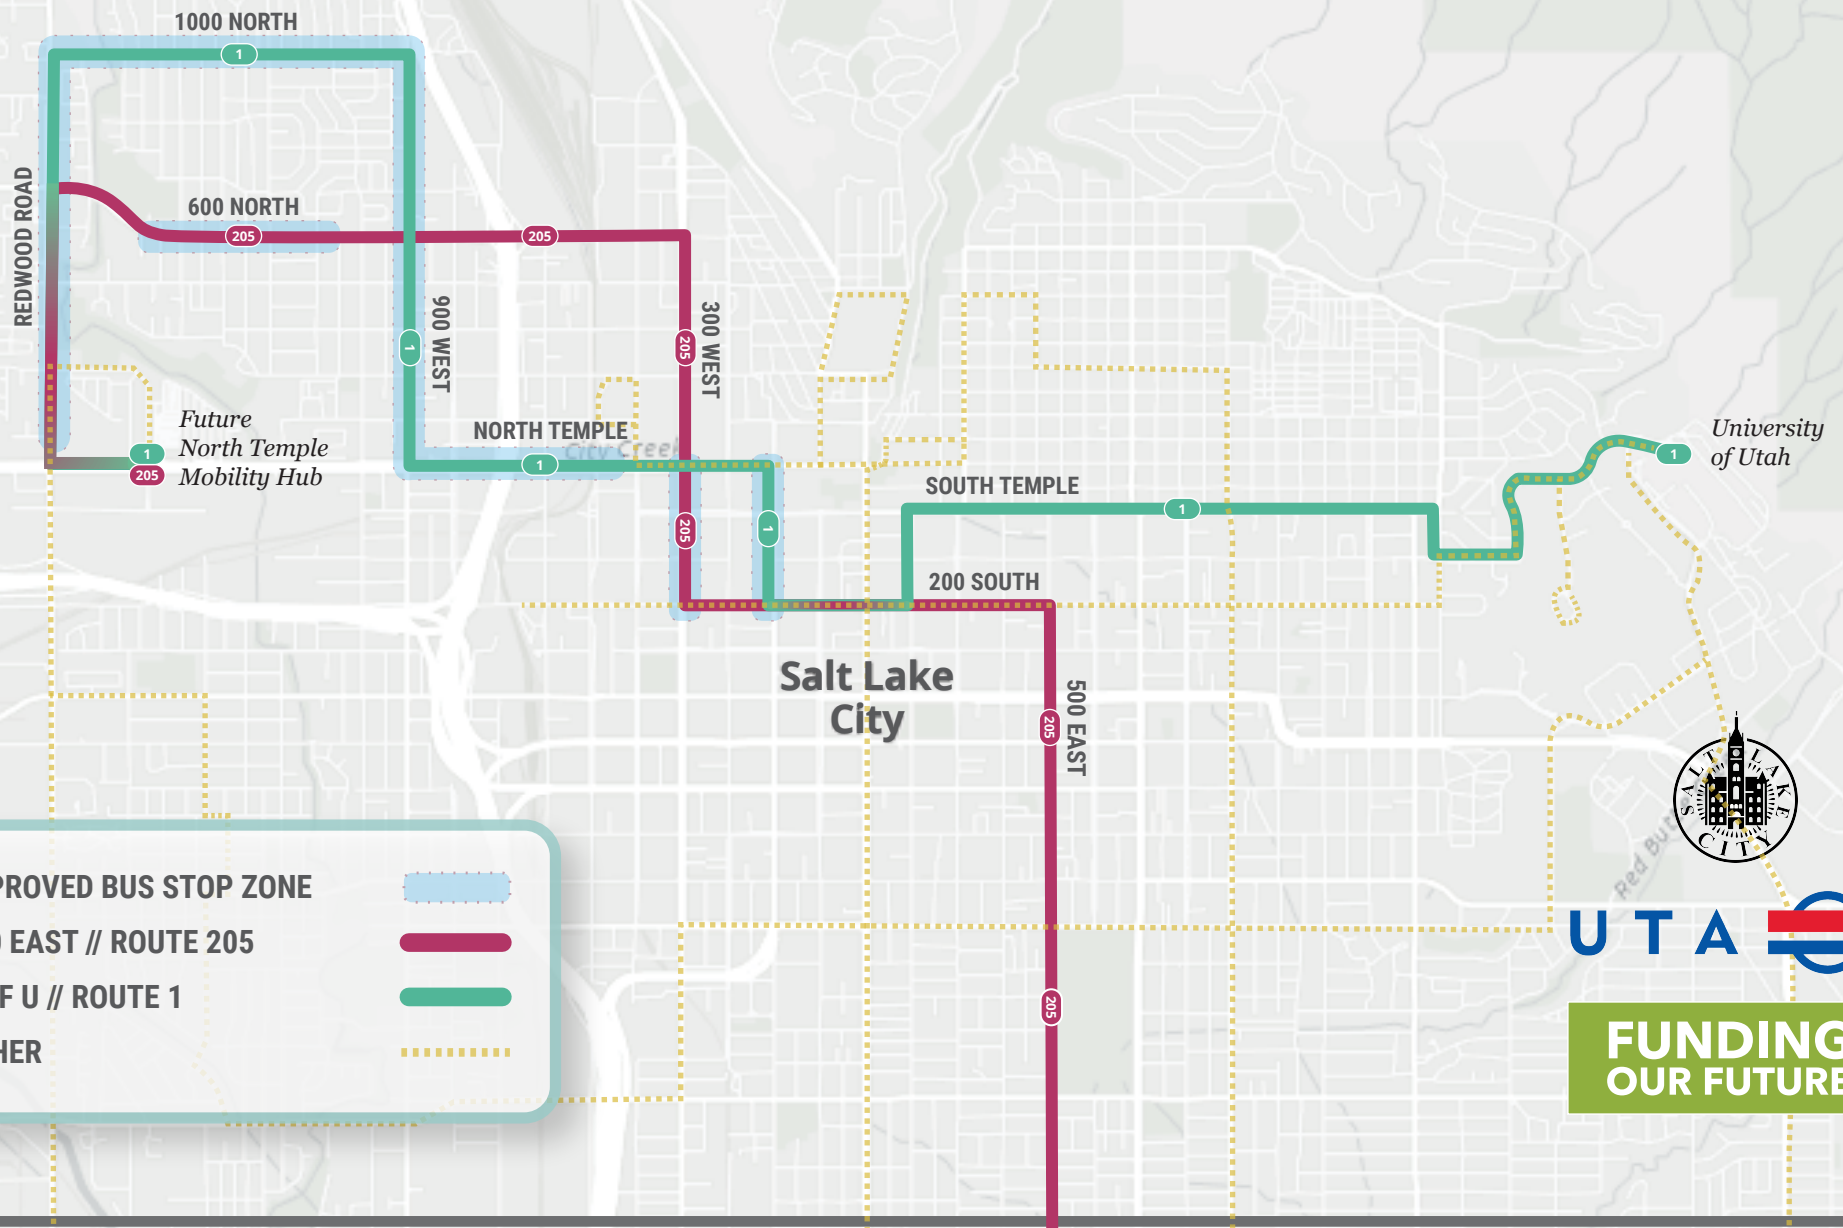 1000 NORTH
1
REDWOOD ROAD
600 NORTH
205
205
900 WEST
1
300 WEST
205
Future
North Temple
Mobility Hub
1
205
NORTH TEMPLE
City Creek
1
205
1
SOUTH TEMPLE
1
University
of Utah
1
200 SOUTH
Salt Lake
City
500 EAST
205
205
SALT LAKE
CITY
Red But
UTA
FUNDING
OUR FUTURE
PROVED BUS STOP ZONE
EAST // ROUTE 205
F U // ROUTE 1
HER